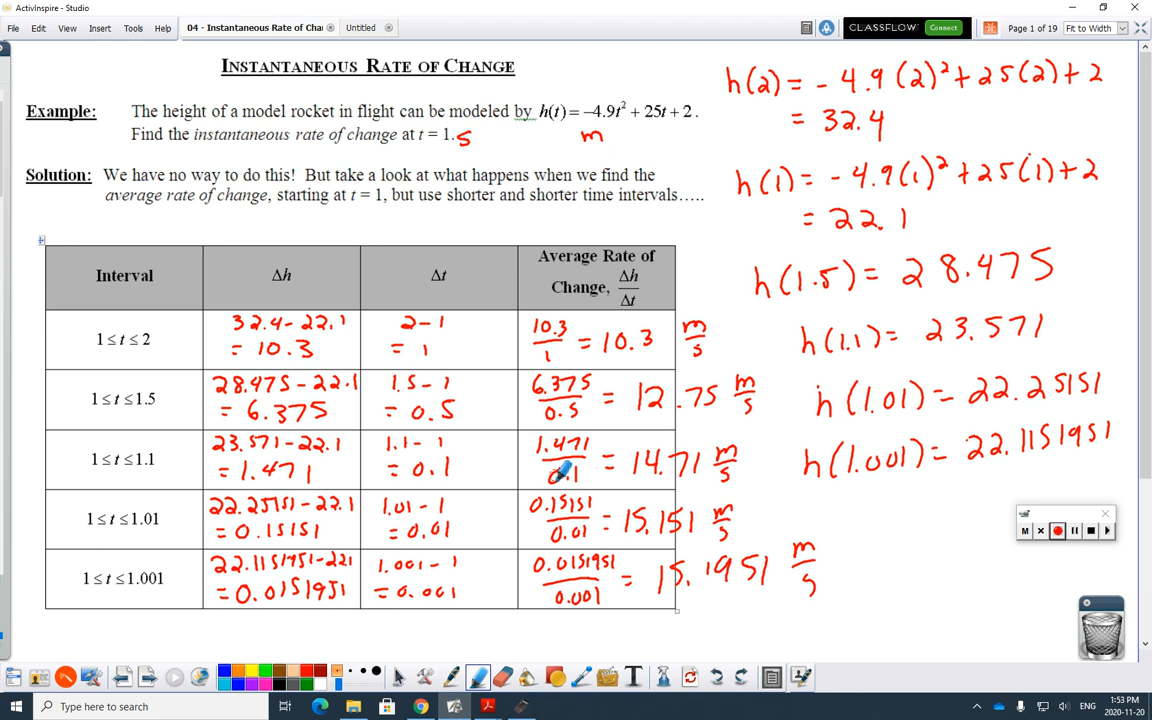 ActivInspire - Studio
File Edit View Insert Tools Help
04 - Instantaneous Rate of Cha
Untitled
CLASSFLOW Connect
Page 1 of 19
Fit to Width
INSTANTANEOUS RATE OF CHANGE
Example: The height of a model rocket in flight can be modeled by h(t) = −4.9t² + 25t + 2.
Find the instantaneous rate of change at t = 1. s
m
Solution: We have no way to do this! But take a look at what happens when we find the
average rate of change, starting at t = 1, but use shorter and shorter time intervals…..
h(2) = - 4.9 (2)² + 25(2) + 2
= 32.4
h(1) = - 4.9(1)² + 25(1) + 2
= 22.1
h(1.5) = 28.475
h(1.1) = 23.571
h(1.01) = 22.25151
h(1.001) = 22.1151951
Interval Δh Δt Average Rate of Change, Δh/Δt
1 ≤ t ≤ 2 32.4-22.1 = 10.3 2-1 = 1 10.3/1 = 10.3 m/s
1 ≤ t ≤ 1.5 28.475-22.1 = 6.375 1.5-1 = 0.5 6.375/0.5 = 12.75 m/s
1 ≤ t ≤ 1.1 23.571-22.1 = 1.471 1.1-1 = 0.1 1.471/0.1 = 14.71 m/s
1 ≤ t ≤ 1.01 22.25151-22.1 = 0.15151 1.01-1 = 0.01 0.15151/0.01 = 15.151 m/s
1 ≤ t ≤ 1.001 22.1151951-22.1 = 0.0151951 1.001-1 = 0.001 0.0151951/0.001 = 15.1951 m/s
M
T
Type here to search
ENG
1:53 PM
2020-11-20